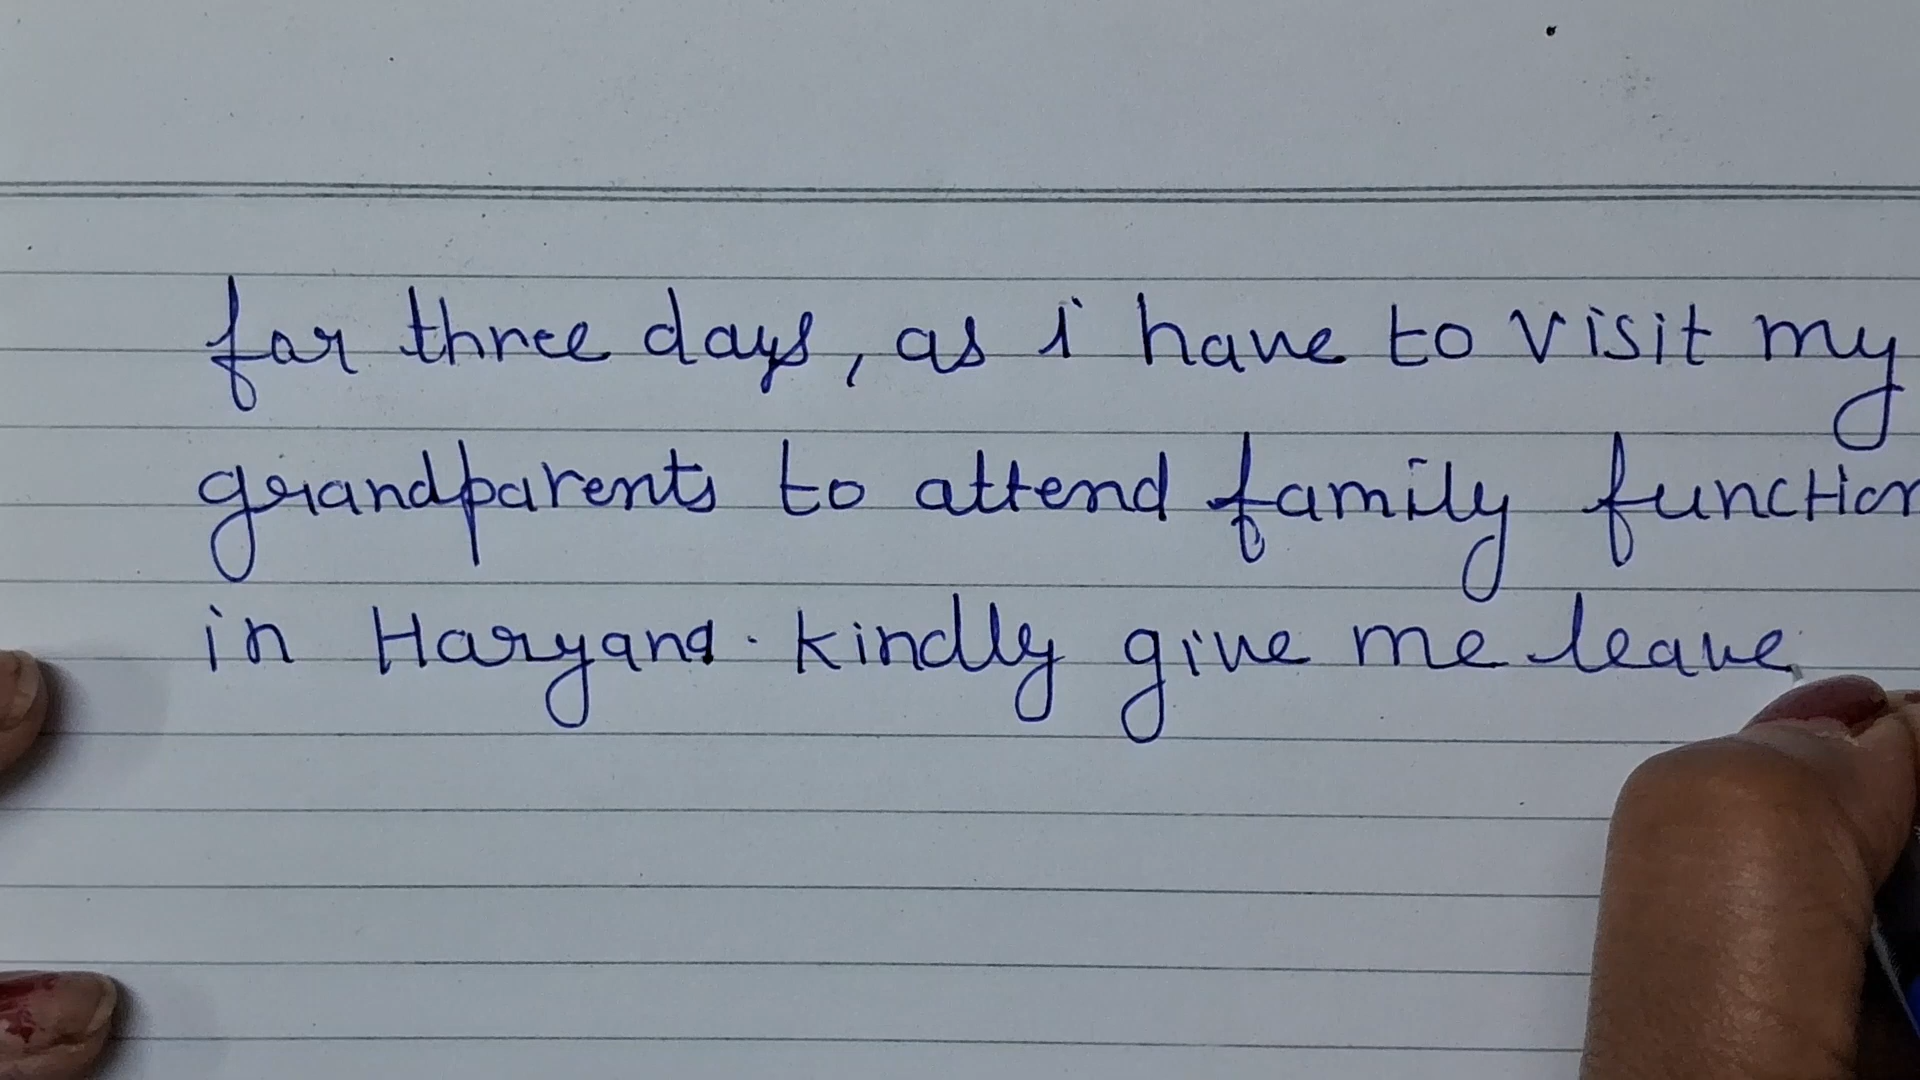 for three days, as i have to visit my
grandparents to attend family function
in Haryana. kindly give me leave